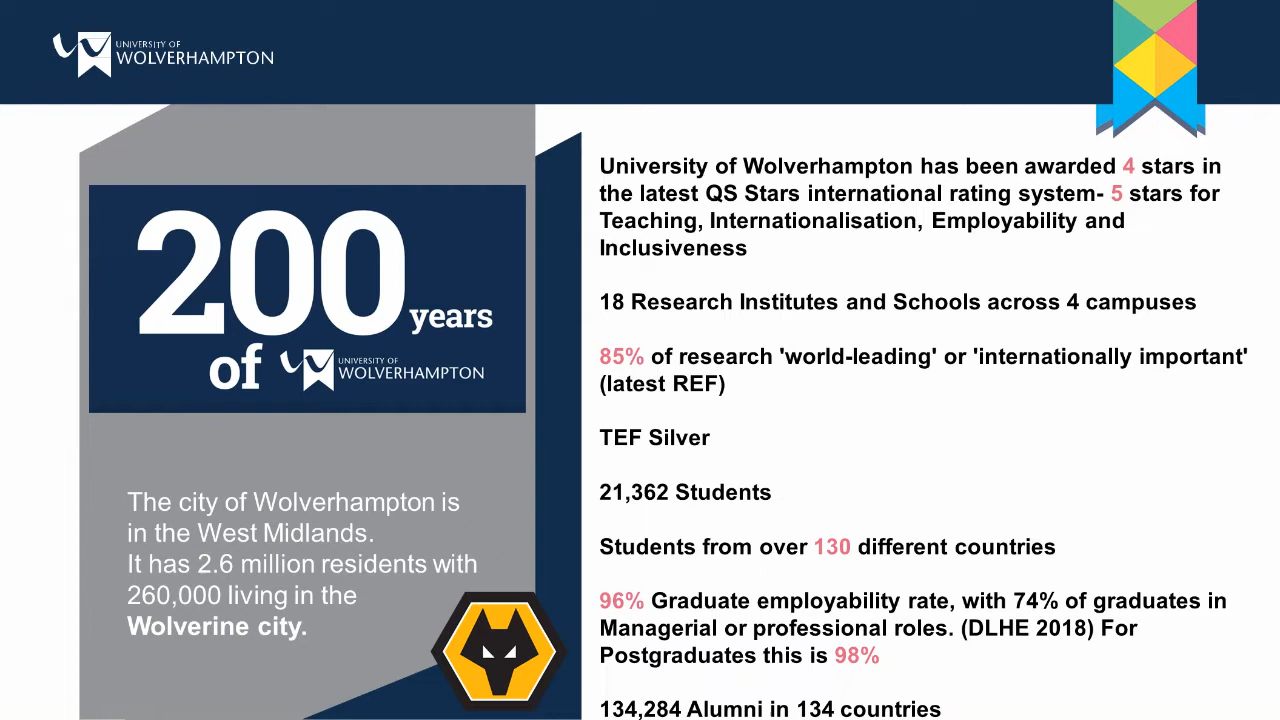 UNIVERSITY OF
WOLVERHAMPTON
200 years
of UNIVERSITY OF
WOLVERHAMPTON
The city of Wolverhampton is
in the West Midlands.
It has 2.6 million residents with
260,000 living in the
Wolverine city.
University of Wolverhampton has been awarded 4 stars in
the latest QS Stars international rating system- 5 stars for
Teaching, Internationalisation, Employability and
Inclusiveness
18 Research Institutes and Schools across 4 campuses
85% of research 'world-leading' or 'internationally important'
(latest REF)
TEF Silver
21,362 Students
Students from over 130 different countries
96% Graduate employability rate, with 74% of graduates in
Managerial or professional roles. (DLHE 2018) For
Postgraduates this is 98%
134,284 Alumni in 134 countries